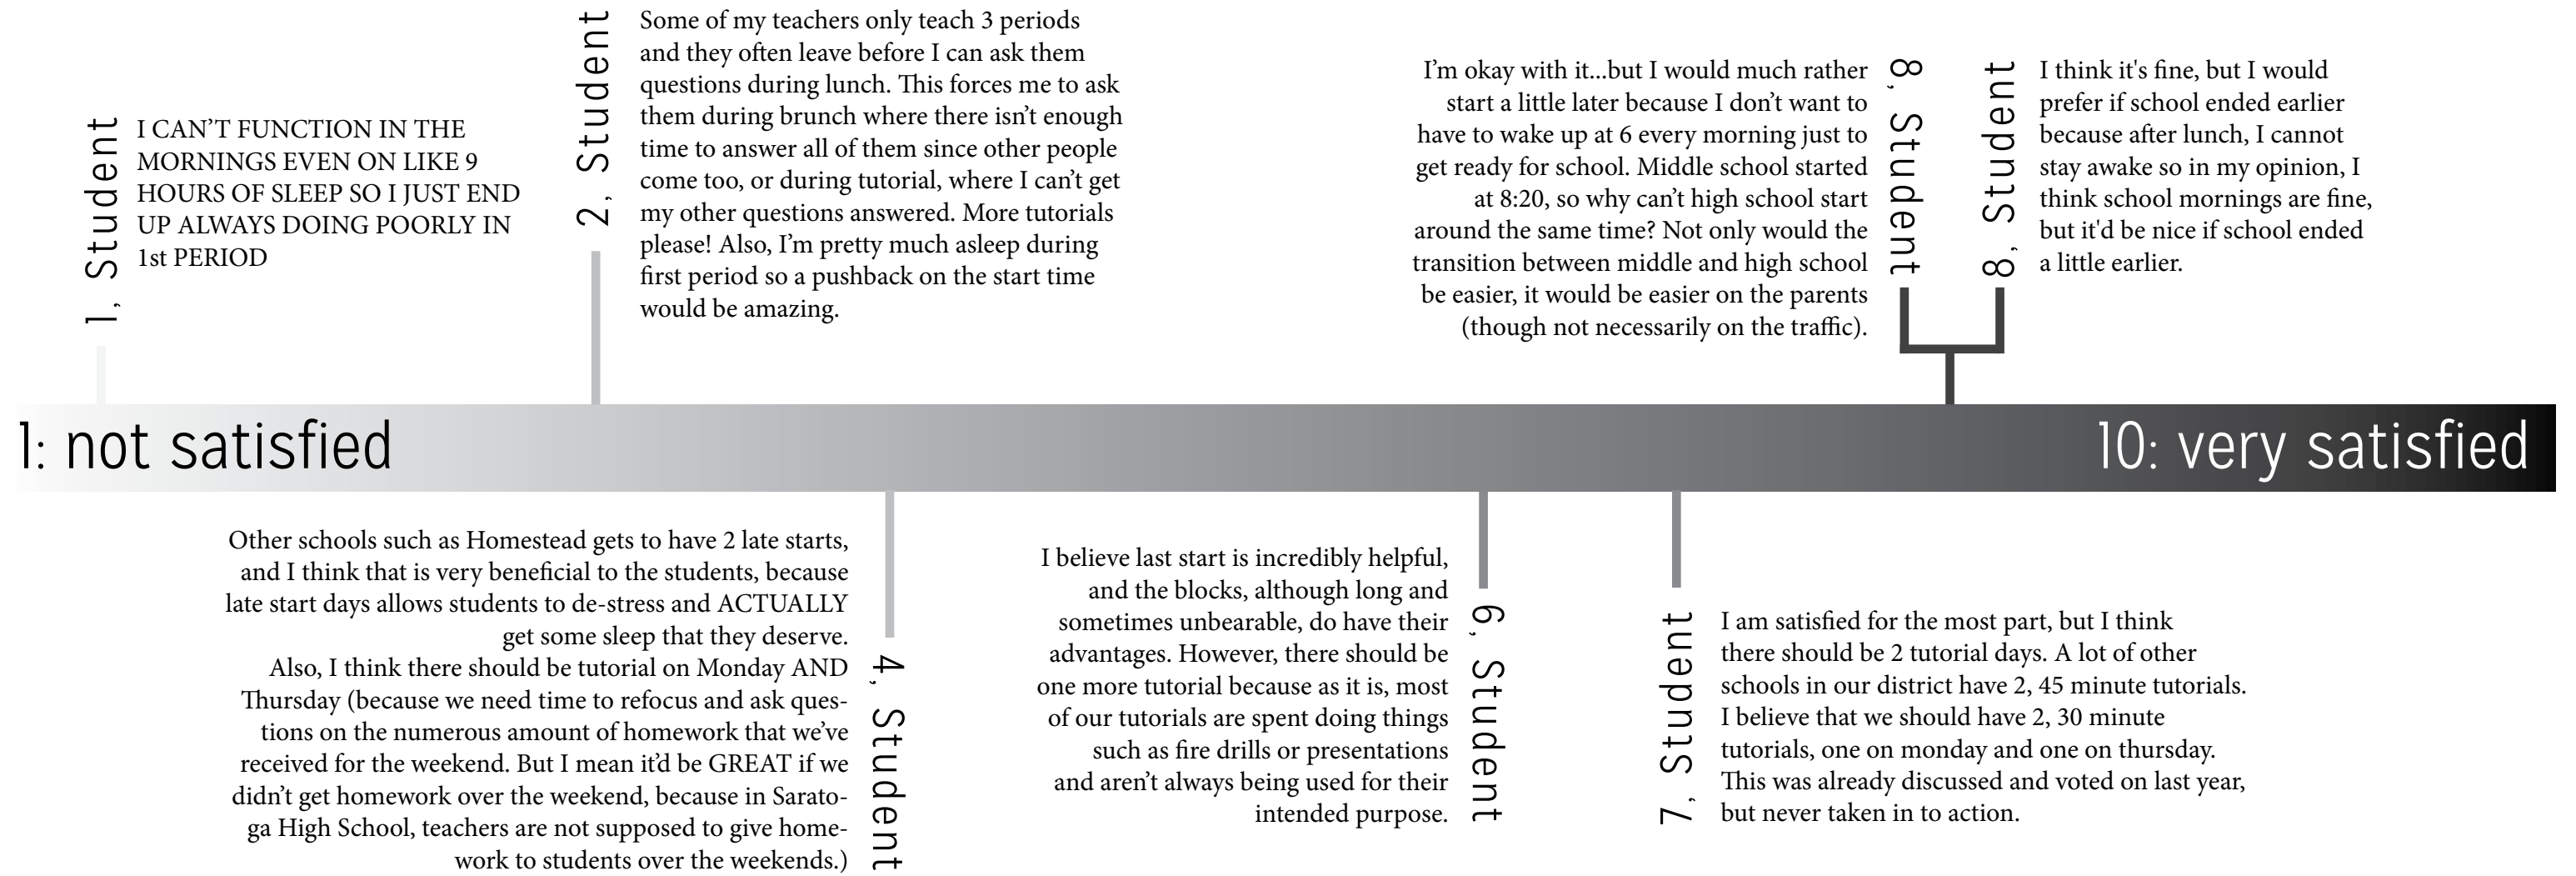 1, Student
I CAN’T FUNCTION IN THE
MORNINGS EVEN ON LIKE 9
HOURS OF SLEEP SO I JUST END
UP ALWAYS DOING POORLY IN
1st PERIOD
2, Student
Some of my teachers only teach 3 periods
and they often leave before I can ask them
questions during lunch. This forces me to ask
them during brunch where there isn’t enough
time to answer all of them since other people
come too, or during tutorial, where I can’t get
my other questions answered. More tutorials
please! Also, I’m pretty much asleep during
first period so a pushback on the start time
would be amazing.
I’m okay with it...but I would much rather
start a little later because I don’t want to
have to wake up at 6 every morning just to
get ready for school. Middle school started
at 8:20, so why can’t high school start
around the same time? Not only would the
transition between middle and high school
be easier, it would be easier on the parents
(though not necessarily on the traffic).
8, Student
8, Student
I think it's fine, but I would
prefer if school ended earlier
because after lunch, I cannot
stay awake so in my opinion, I
think school mornings are fine,
but it'd be nice if school ended
a little earlier.
1: not satisfied
10: very satisfied
Other schools such as Homestead gets to have 2 late starts,
and I think that is very beneficial to the students, because
late start days allows students to de-stress and ACTUALLY
get some sleep that they deserve.
Also, I think there should be tutorial on Monday AND
Thursday (because we need time to refocus and ask ques-
tions on the numerous amount of homework that we’ve
received for the weekend. But I mean it’d be GREAT if we
didn’t get homework over the weekend, because in Sarato-
ga High School, teachers are not supposed to give home-
work to students over the weekends.)
4, Student
I believe last start is incredibly helpful,
and the blocks, although long and
sometimes unbearable, do have their
advantages. However, there should be
one more tutorial because as it is, most
of our tutorials are spent doing things
such as fire drills or presentations
and aren’t always being used for their
intended purpose.
6, Student
7, Student
I am satisfied for the most part, but I think
there should be 2 tutorial days. A lot of other
schools in our district have 2, 45 minute tutorials.
I believe that we should have 2, 30 minute
tutorials, one on monday and one on thursday.
This was already discussed and voted on last year,
but never taken in to action.